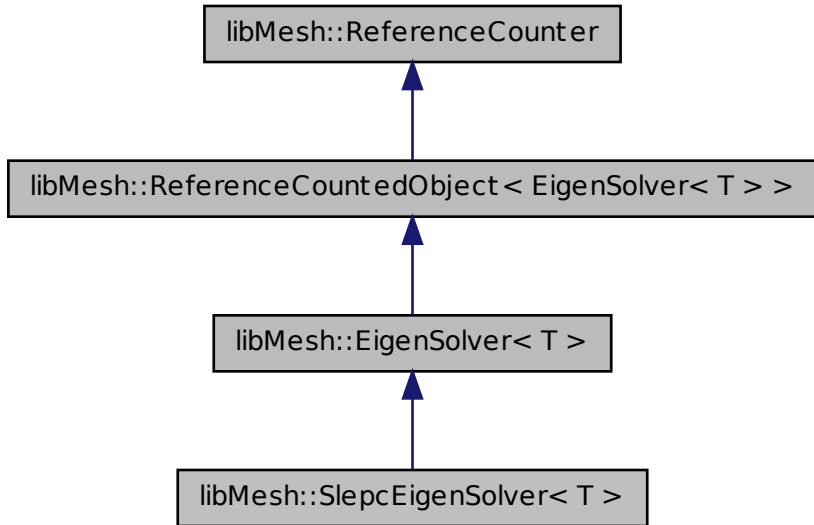 libMesh::ReferenceCounter
libMesh::ReferenceCountedObject< EigenSolver< T > >
libMesh::EigenSolver< T >
libMesh::SlepcEigenSolver< T >